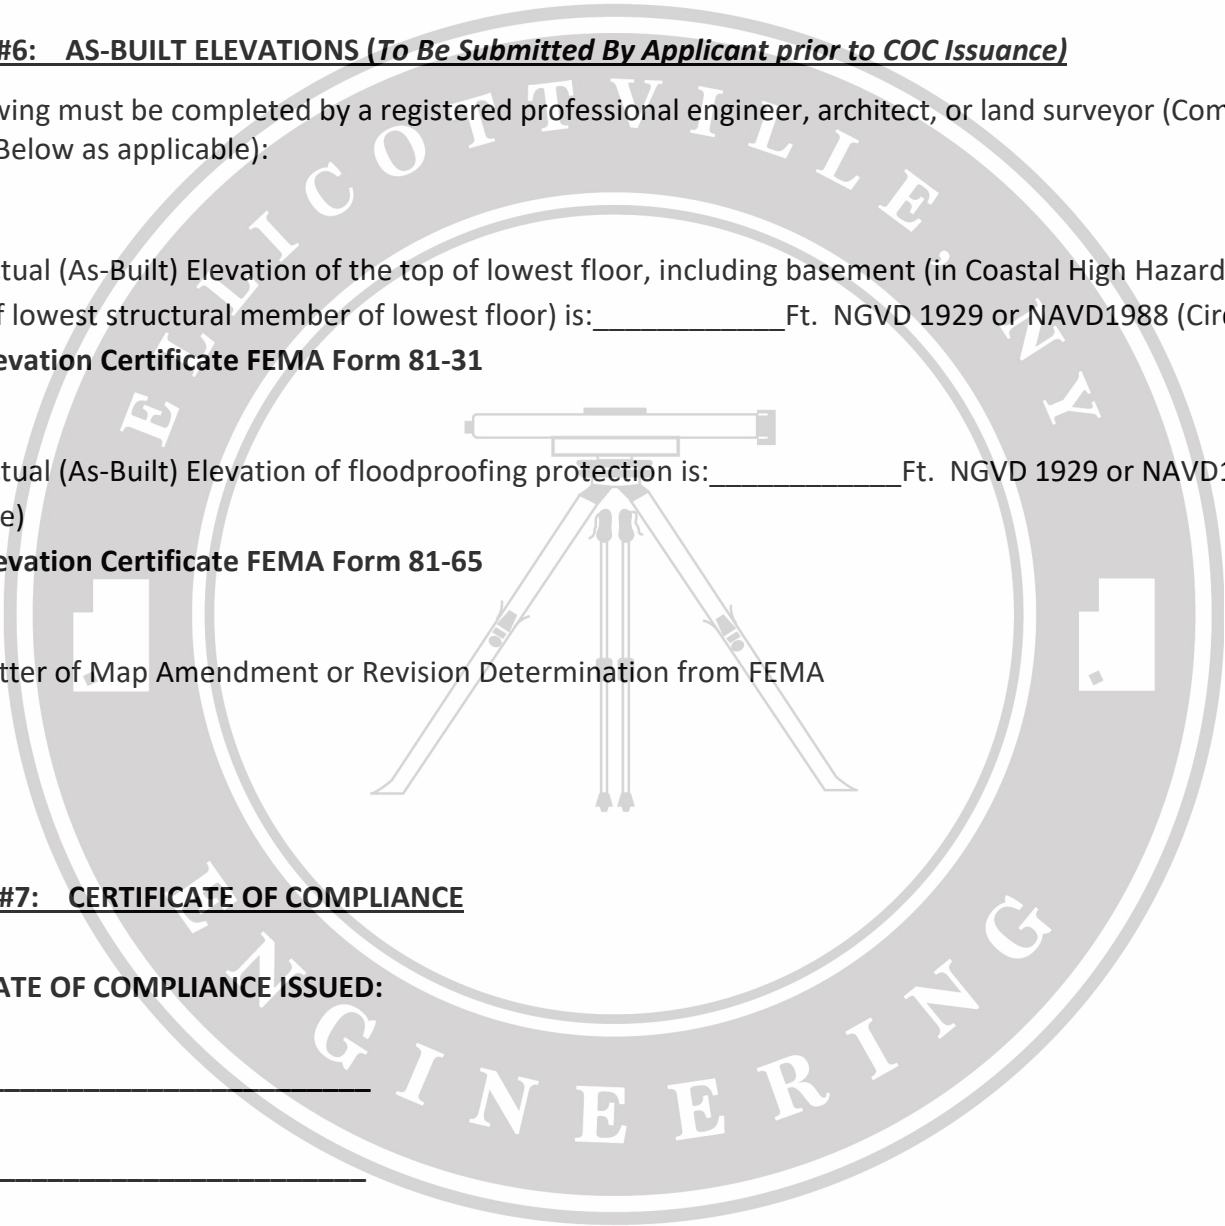 #6: AS-BUILT ELEVATIONS (To Be Submitted By Applicant prior to COC Issuance)
wing must be completed by a registered professional engineer, architect, or land surveyor (Com
Below as applicable):
tual (As-Built) Elevation of the top of lowest floor, including basement (in Coastal High Hazard
f lowest structural member of lowest floor) is:____________Ft. NGVD 1929 or NAVD1988 (Circ
evation Certificate FEMA Form 81-31
tual (As-Built) Elevation of floodproofing protection is:____________Ft. NGVD 1929 or NAVD1
e)
evation Certificate FEMA Form 81-65
tter of Map Amendment or Revision Determination from FEMA
#7: CERTIFICATE OF COMPLIANCE
ATE OF COMPLIANCE ISSUED:
ELLICOTTVILLE, NY
ENGINEERING